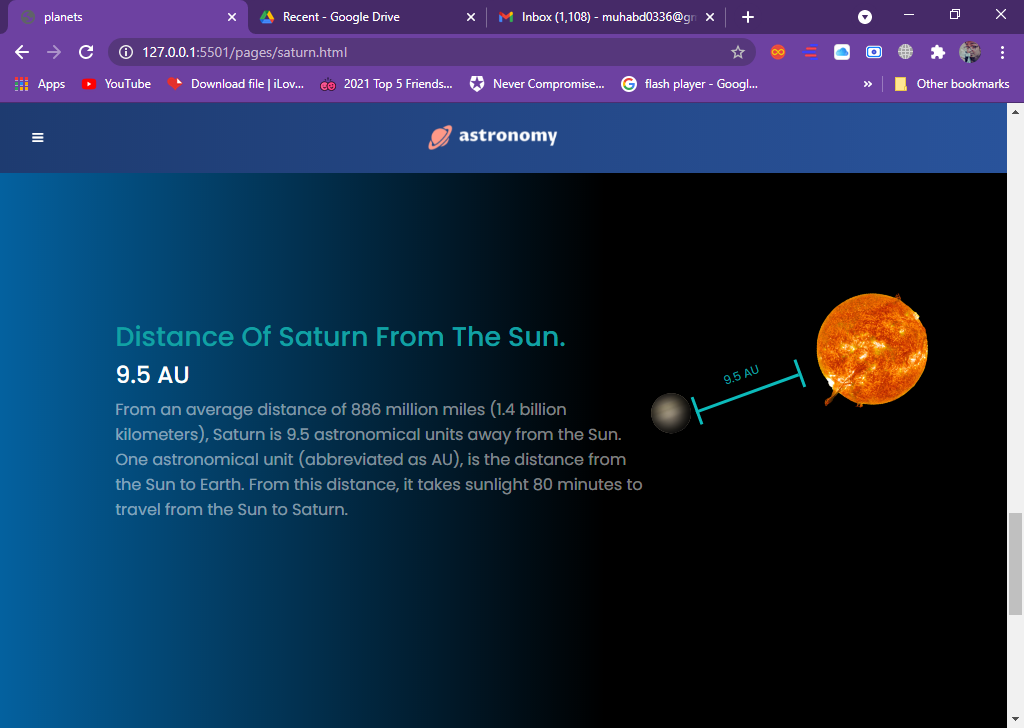 planets
Recent - Google Drive
Inbox (1,108) - muhabd0336@gn
127.0.0.1:5501/pages/saturn.html
Apps
YouTube
Download file | iLov...
2021 Top 5 Friends...
Never Compromise...
flash player - Googl...
»
Other bookmarks
astronomy
Distance Of Saturn From The Sun.
9.5 AU
From an average distance of 886 million miles (1.4 billion
kilometers), Saturn is 9.5 astronomical units away from the Sun.
One astronomical unit (abbreviated as AU), is the distance from
the Sun to Earth. From this distance, it takes sunlight 80 minutes to
travel from the Sun to Saturn.
9.5 AU